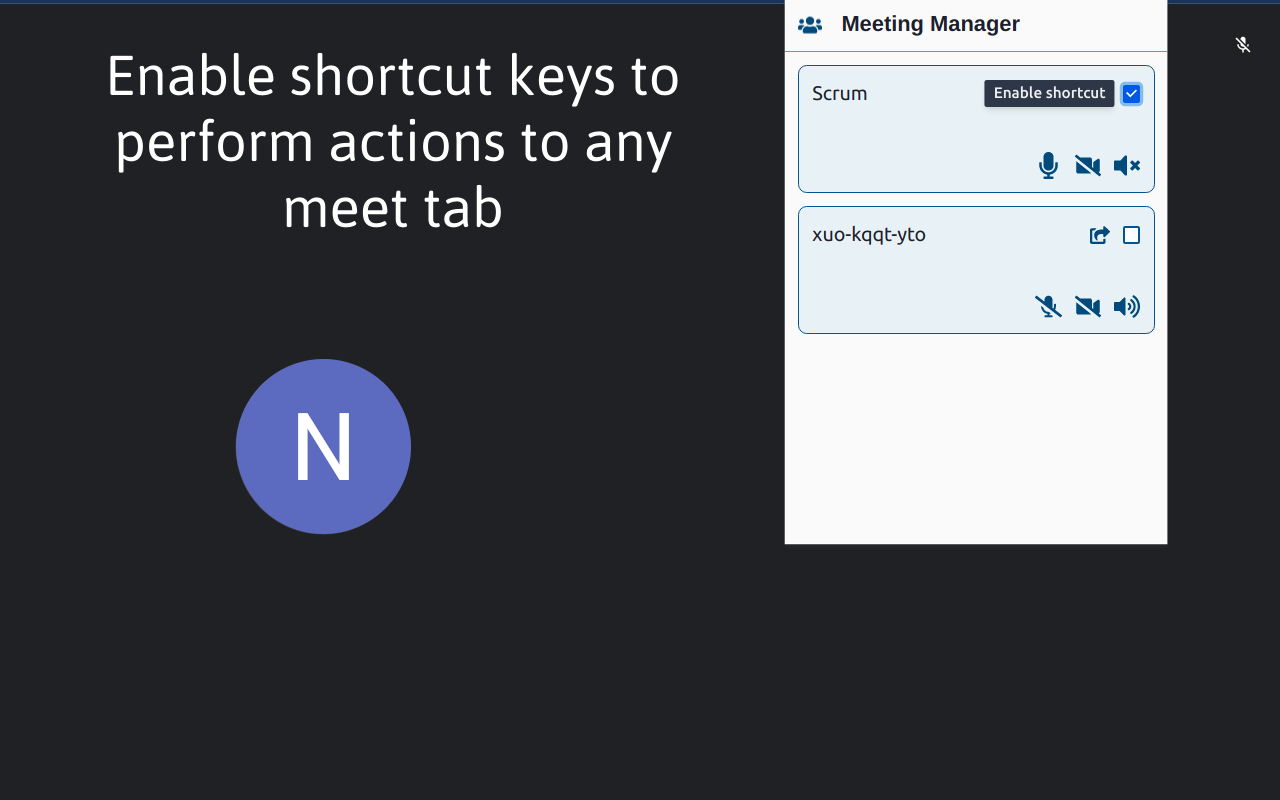 Enable shortcut keys to
perform actions to any
meet tab
N
Meeting Manager
Scrum
Enable shortcut
xuo-kqqt-yto